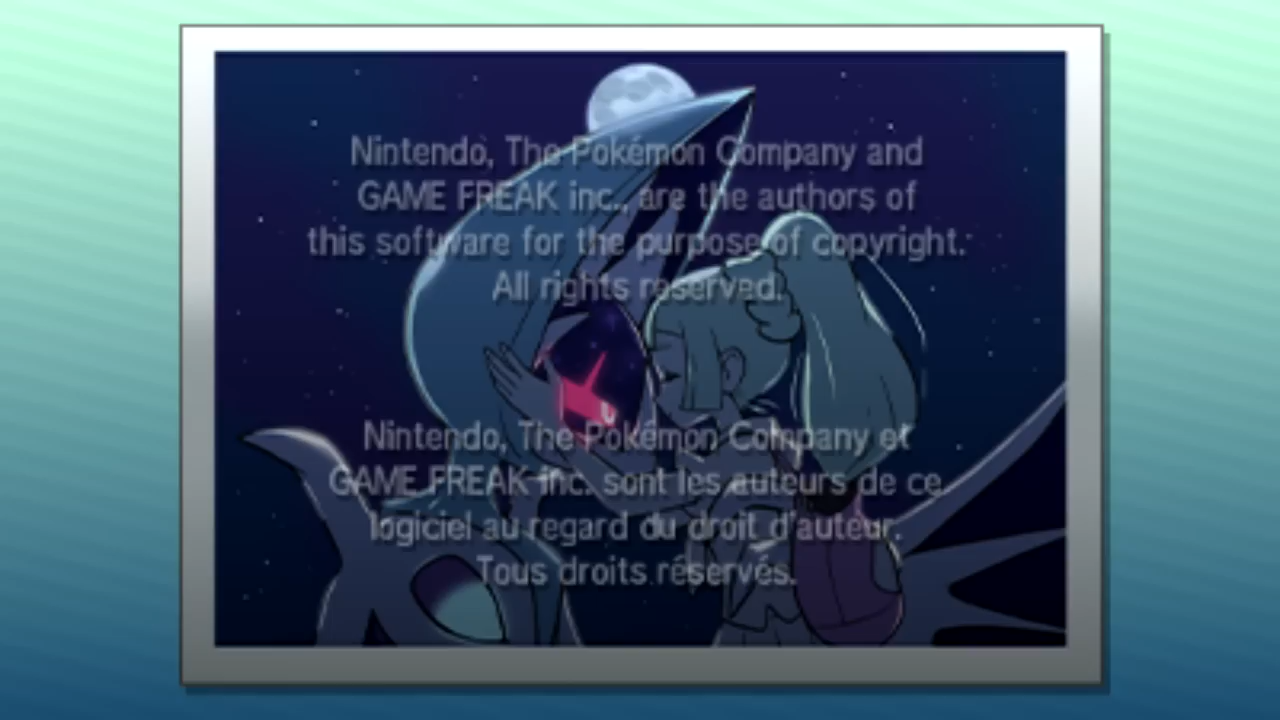 Nintendo, The Pokémon Company and
GAME FREAK inc., are the authors of
this software for the purpose of copyright.
All rights reserved.
Nintendo, The Pokémon Company et
GAME FREAK inc. sont les auteurs de ce
logiciel au regard du droit d'auteur.
Tous droits réservés.